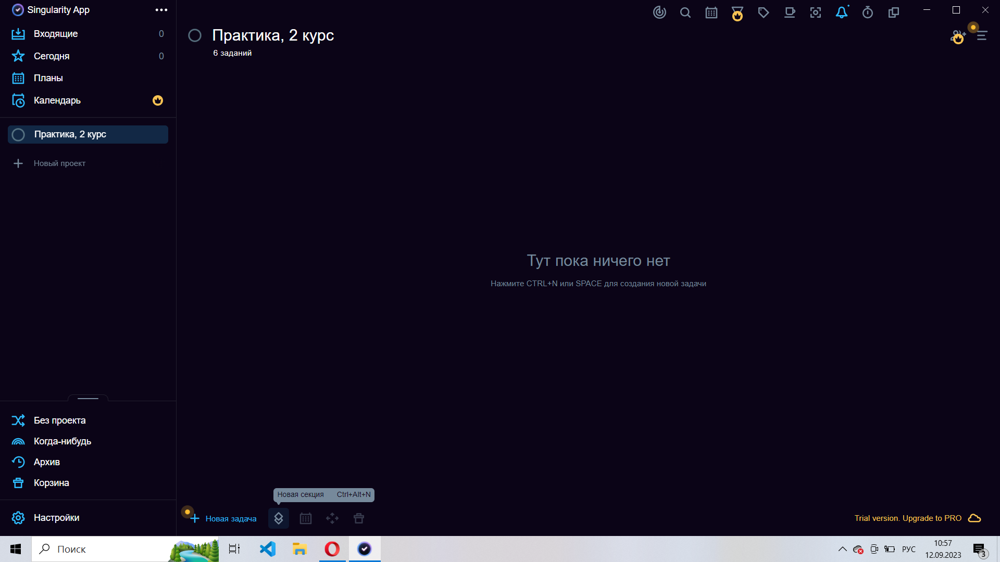 Singularity App
Входящие 0
Сегодня 0
Планы
Календарь
Практика, 2 курс
Новый проект
Без проекта
Когда-нибудь
Архив
Корзина
Настройки
Практика, 2 курс
6 заданий
Тут пока ничего нет
Нажмите CTRL+N или SPACE для создания новой задачи
Новая секция Ctrl+Alt+N
Новая задача
Trial version. Upgrade to PRO
Поиск
РУС
10:57
12.09.2023
3